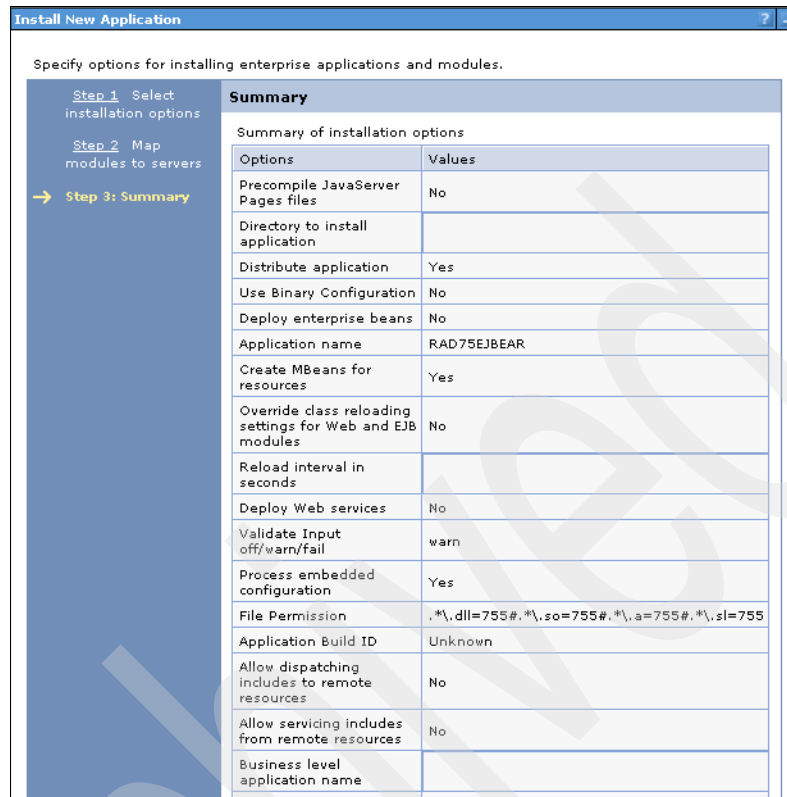 Install New Application
?
Specify options for installing enterprise applications and modules.
Step 1 Select
installation options
Step 2 Map
modules to servers
Step 3: Summary
Summary
Summary of installation options
Options Values
Precompile JavaServer
Pages files
No
Directory to install
application
Distribute application Yes
Use Binary Configuration No
Deploy enterprise beans No
Application name RAD75EJBEAR
Create MBeans for
resources
Yes
Override class reloading
settings for Web and EJB
modules
No
Reload interval in
seconds
Deploy Web services No
Validate Input
off/warn/fail
warn
Process embedded
configuration
Yes
File Permission .*\.dll=755#.*\.so=755#.*\.a=755#.*\.sl=755
Application Build ID Unknown
Allow dispatching
includes to remote
resources
No
Allow servicing includes
from remote resources
No
Business level
application name